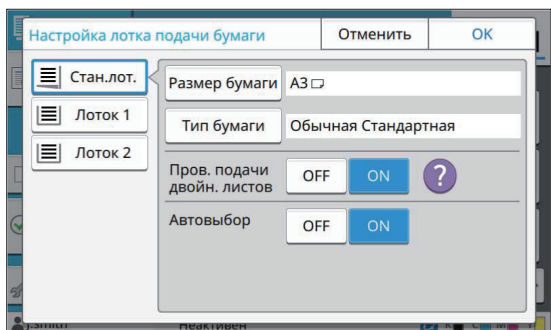 Настройка лотка подачи бумаги Отменить OK
Стан.лот. Размер бумаги A3
Лоток 1 Тип бумаги Обычная Стандартная
Лоток 2
Пров. подачи OFF ON ?
двойн. листов
Автовыбор OFF ON
j.smith Неактивен K C M Y